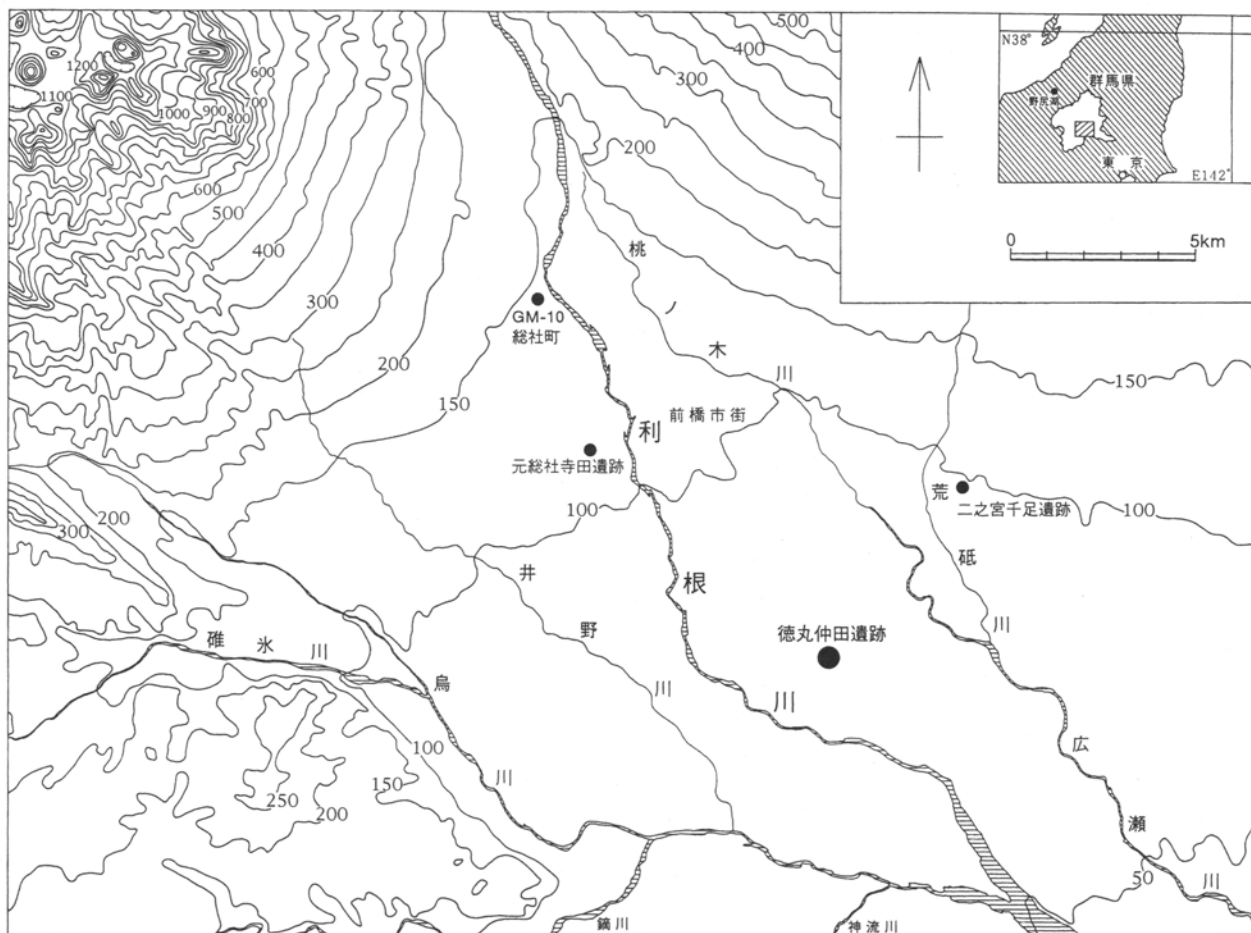 500
400
300
200
1200
1100
1000
900
800
700
600
600
500
400
300
200
150
N38°
群馬県
野尻湖
東京
E142°
0 5km
桃ノ木川
GM-10
総社町
前橋市街
150
元総社寺田遺跡
利根川
荒砥川
二之宮千足遺跡
100
100
200
300
井野川
徳丸仲田遺跡
碓氷川
烏川
100
150
250
200
広瀬川
50
鏑川
神流川